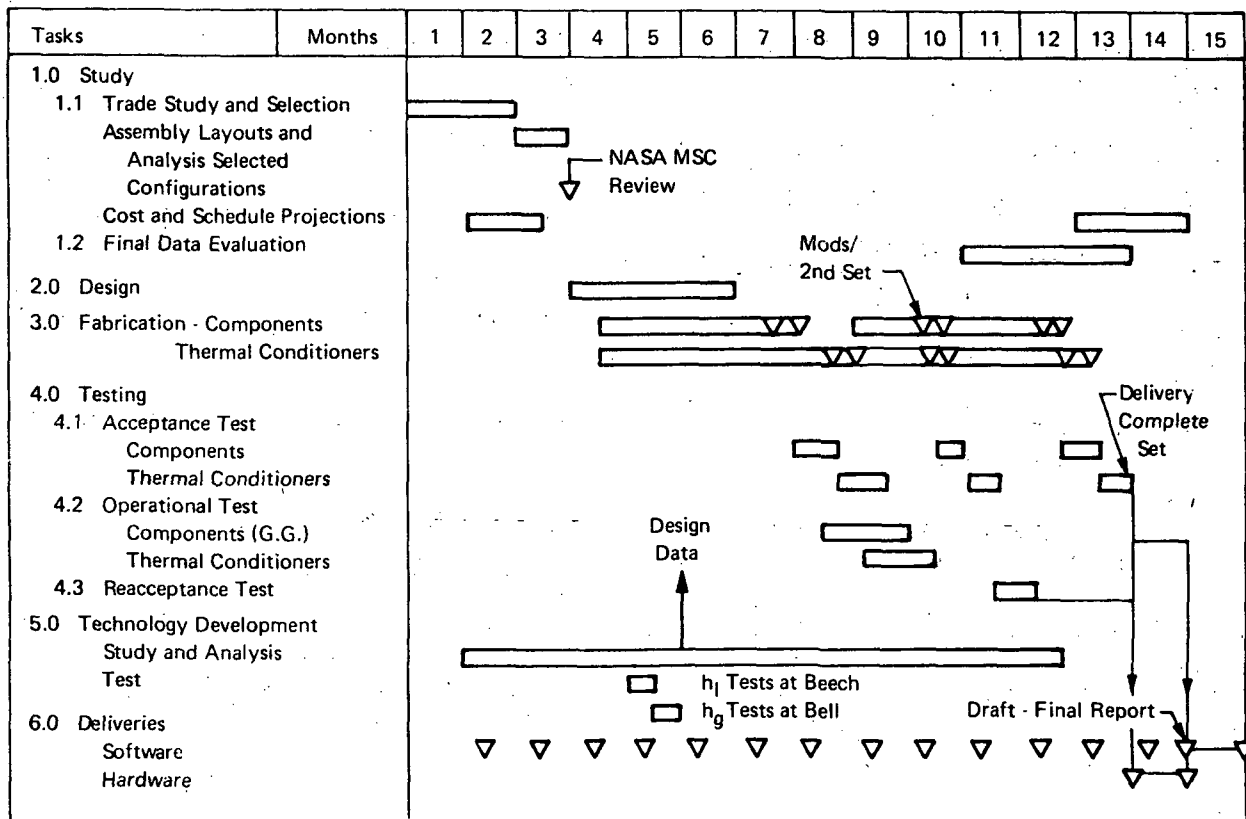 Tasks Months 1 2 3 4 5 6 7 8 9 10 11 12 13 14 15
1.0 Study
1.1 Trade Study and Selection
Assembly Layouts and
Analysis Selected
Configurations
NASA MSC
Review
Cost and Schedule Projections
1.2 Final Data Evaluation
Mods/
2nd Set
2.0 Design
3.0 Fabrication - Components
Thermal Conditioners
4.0 Testing
4.1 Acceptance Test
Components
Thermal Conditioners
Delivery
Complete
Set
4.2 Operational Test
Components (G.G.)
Thermal Conditioners
Design
Data
4.3 Reacceptance Test
5.0 Technology Development
Study and Analysis
Test
hl Tests at Beech
hg Tests at Bell
6.0 Deliveries
Draft - Final Report
Software
Hardware